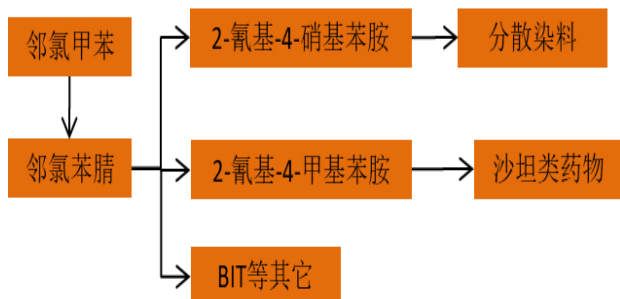 邻氯甲苯
2-氰基-4-硝基苯胺
分散染料
邻氯苯腈
2-氰基-4-甲基苯胺
沙坦类药物
BIT等其它